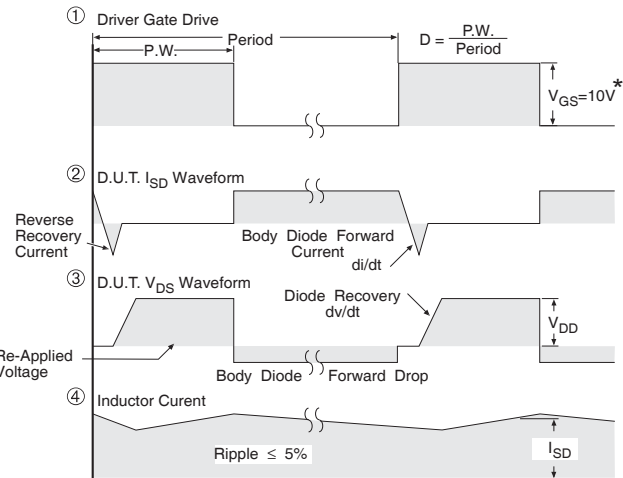 ① Driver Gate Drive
Period
P.W.
D = P.W. / Period
V_GS=10V*
② D.U.T. I_SD Waveform
Reverse
Recovery
Current
Body Diode Forward
Current
di/dt
③ D.U.T. V_DS Waveform
Diode Recovery
dv/dt
V_DD
Re-Applied
Voltage
Body Diode Forward Drop
④ Inductor Curent
Ripple ≤ 5%
I_SD